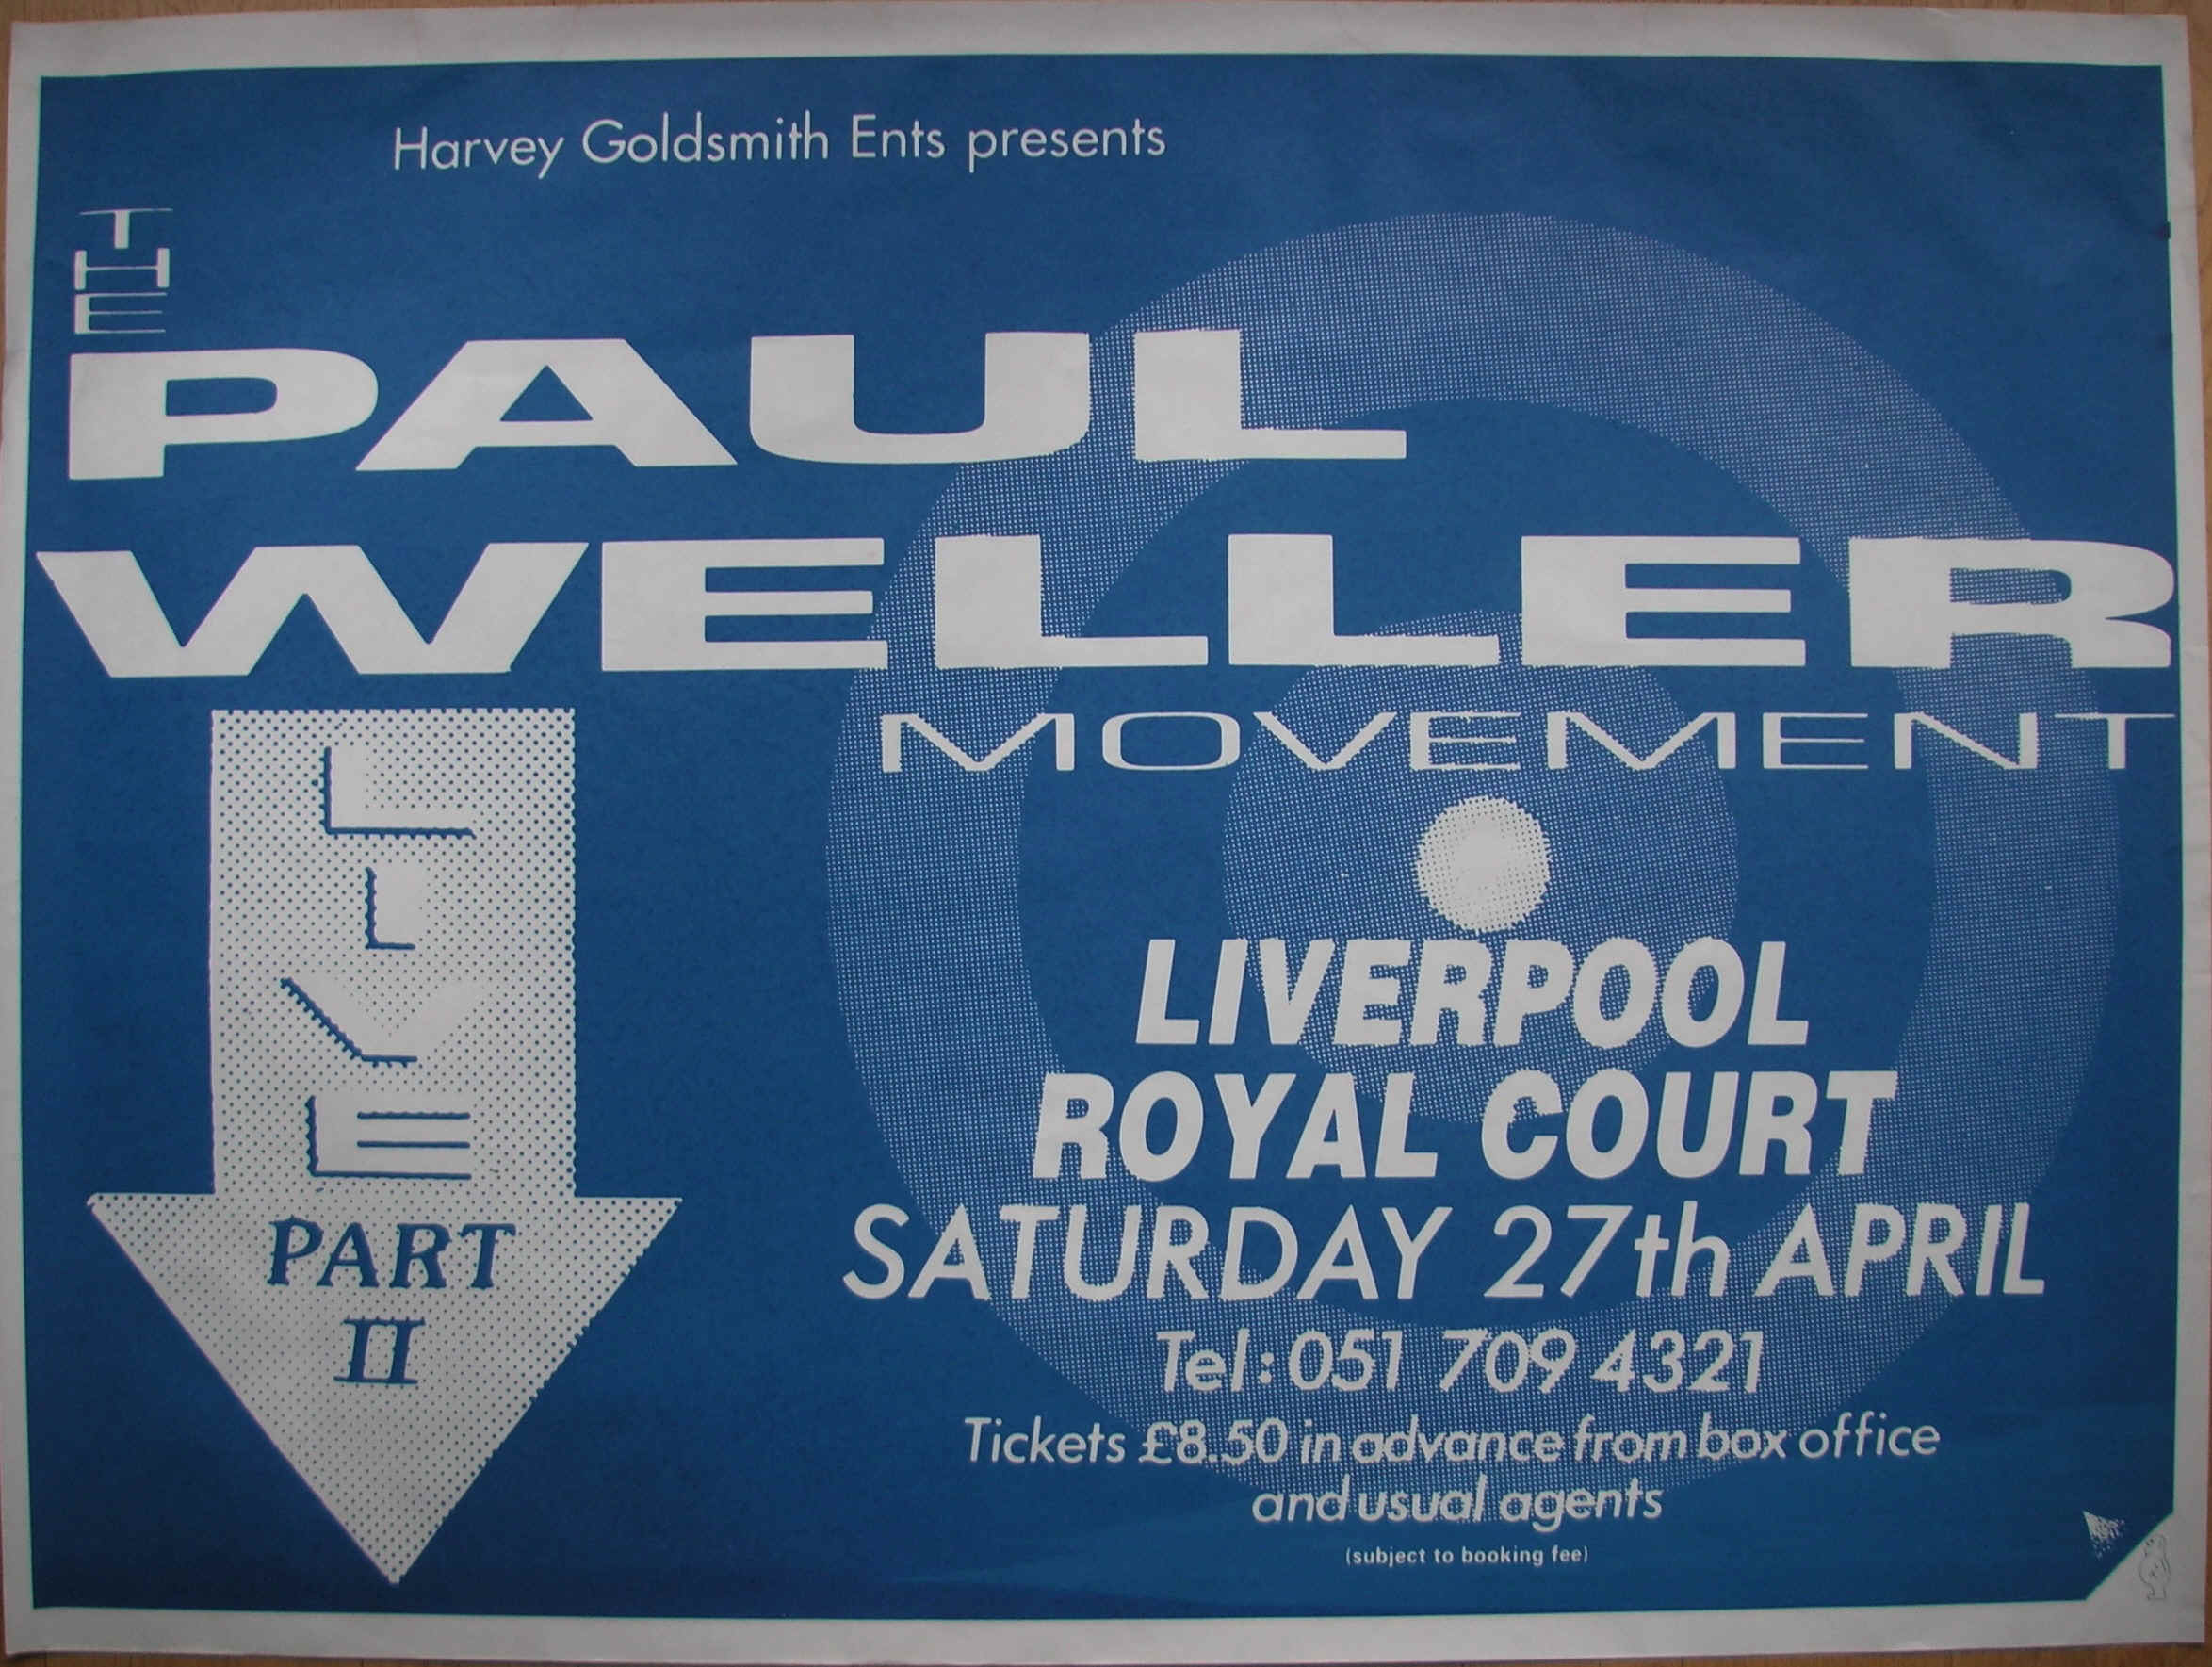 Harvey Goldsmith Ents presents
THE
PAUL
WELLER
MOVEMENT
LIVE
PART
II
LIVERPOOL
ROYAL COURT
SATURDAY 27th APRIL
Tel: 051 709 4321
Tickets £8.50 in advance from box office
and usual agents
(subject to booking fee)